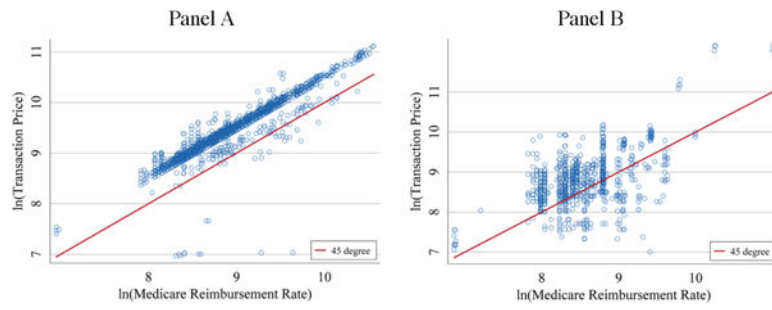 Panel A
ln(Transaction Price)
11
10
9
8
7
45 degree
8
9
10
ln(Medicare Reimbursement Rate)
Panel B
ln(Transaction Price)
11
10
9
8
7
45 degree
8
9
10
11
ln(Medicare Reimbursement Rate)